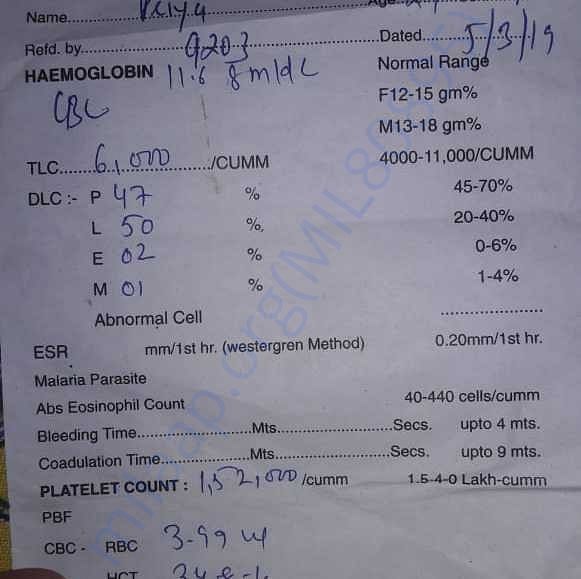 Name.......... Age
Refd. by.......... 9203 Dated.......... 5/3/19
HAEMOGLOBIN 11.6 gm/dL Normal Range
CBC F12-15 gm%
M13-18 gm%
TLC...... 6,000 ....../CUMM 4000-11,000/CUMM
DLC :- P 47 % 45-70%
L 50 %, 20-40%
E 02 % 0-6%
M 01 % 1-4%
Abnormal Cell ....................
ESR mm/1st hr. (westergren Method) 0.20mm/1st hr.
Malaria Parasite
Abs Eosinophil Count 40-440 cells/cumm
Bleeding Time....................Mts.....................Secs. upto 4 mts.
Coadulation Time................Mts.....................Secs. upto 9 mts.
PLATELET COUNT : 1,52,000 /cumm 1.5-4-0 Lakh-cumm
PBF
CBC - RBC 3.99
HCT